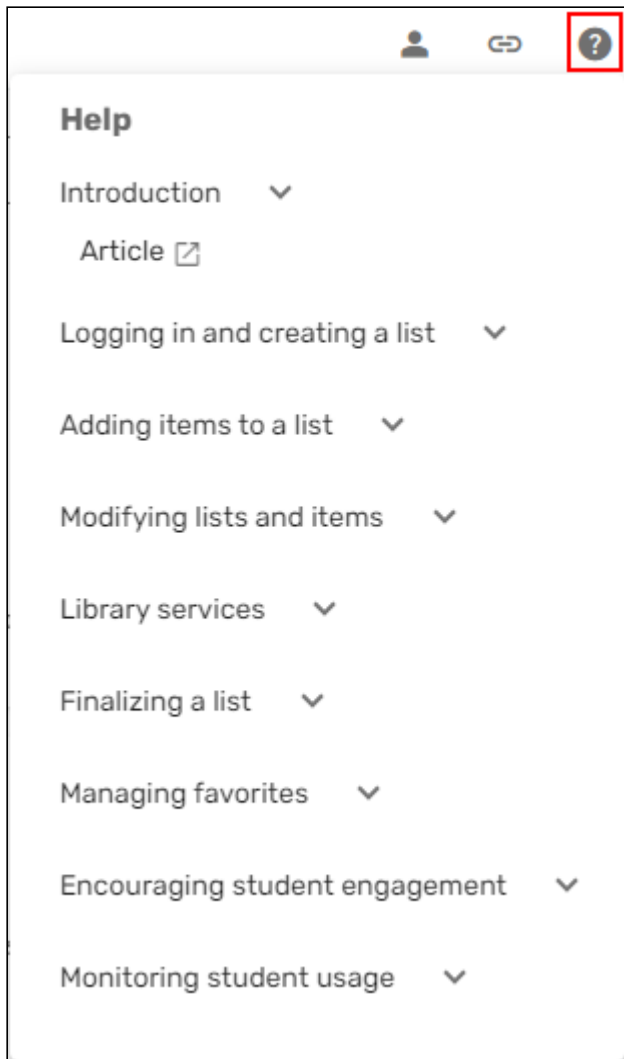 Help
Introduction
Article
Logging in and creating a list
Adding items to a list
Modifying lists and items
Library services
Finalizing a list
Managing favorites
Encouraging student engagement
Monitoring student usage